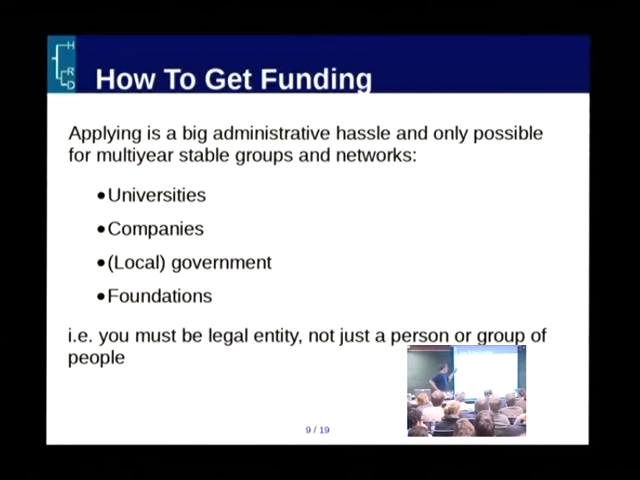 H
R
D
How To Get Funding
Applying is a big administrative hassle and only possible
for multiyear stable groups and networks:
•Universities
•Companies
•(Local) government
•Foundations
i.e. you must be legal entity, not just a person or group of
people
9 / 19